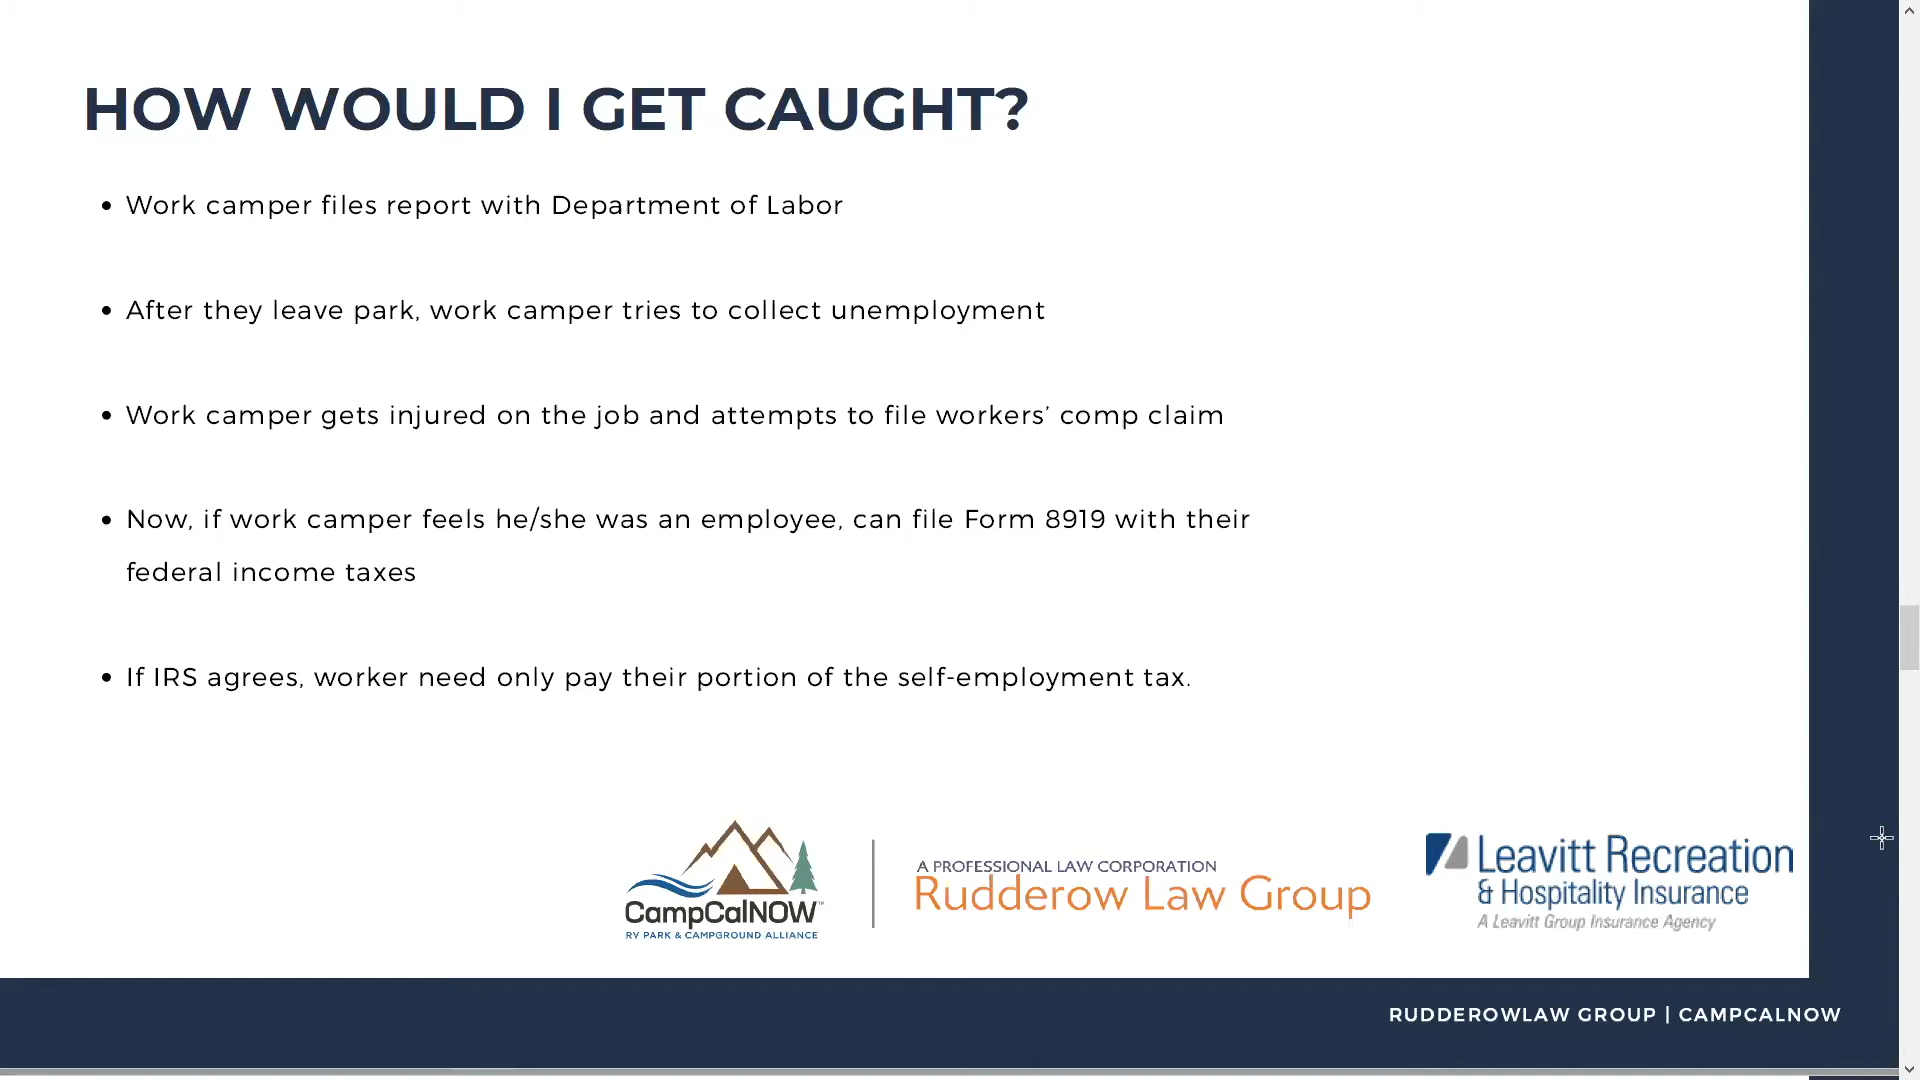 HOW WOULD I GET CAUGHT?
• Work camper files report with Department of Labor
• After they leave park, work camper tries to collect unemployment
• Work camper gets injured on the job and attempts to file workers’ comp claim
• Now, if work camper feels he/she was an employee, can file Form 8919 with their
federal income taxes
• If IRS agrees, worker need only pay their portion of the self-employment tax.
CampCalNOW™
RV PARK & CAMPGROUND ALLIANCE
A PROFESSIONAL LAW CORPORATION
Rudderow Law Group
Leavitt Recreation
& Hospitality Insurance
A Leavitt Group Insurance Agency
RUDDEROWLAW GROUP | CAMPCALNOW